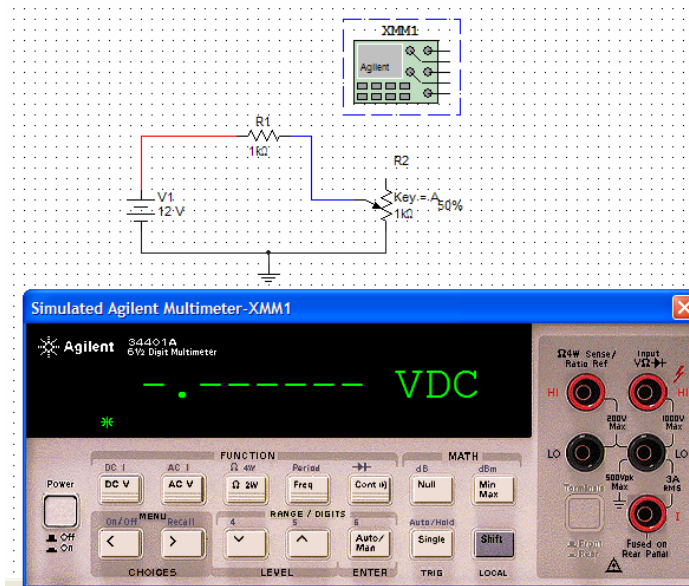 XMM1
Agilent
R1
1kΩ
R2
V1
12 V
Key = A
50%
1kΩ
Simulated Agilent Multimeter-XMM1
Agilent 34401A
6½ Digit Multimeter
-.------ VDC
Ω4W Sense/ Ratio Ref
Input VΩ
HI HI
200V Max 1000V Max
LO LO
500Vpk Max 3A RMS
Terminals
I
Front
Rear
Fused on Rear Panal
FUNCTION MATH
DC I AC I Ω 4W Period dB dBm
Power DC V AC V Ω 2W Freq Cont Null Min Max
On/Off MENU Recall RANGE / DIGITS Auto/Hold
4 5 6
Off
On
< > Auto/Man Single Shift
CHOICES LEVEL ENTER TRIG LOCAL